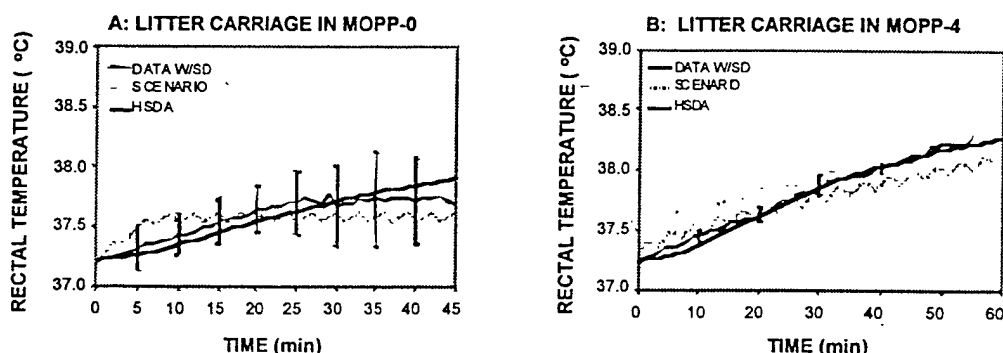 A: LITTER CARRIAGE IN MOPP-0
RECTAL TEMPERATURE ( ºC)
39.0
38.5
38.0
37.5
37.0
DATA W/SD
SCENARIO
HSDA
0 5 10 15 20 25 30 35 40 45
TIME (min)
B: LITTER CARRIAGE IN MOPP-4
RECTAL TEMPERATURE ( ºC)
39.0
38.5
38.0
37.5
37.0
DATA W/SD
SCENARIO
HSDA
0 10 20 30 40 50 60
TIME (min)